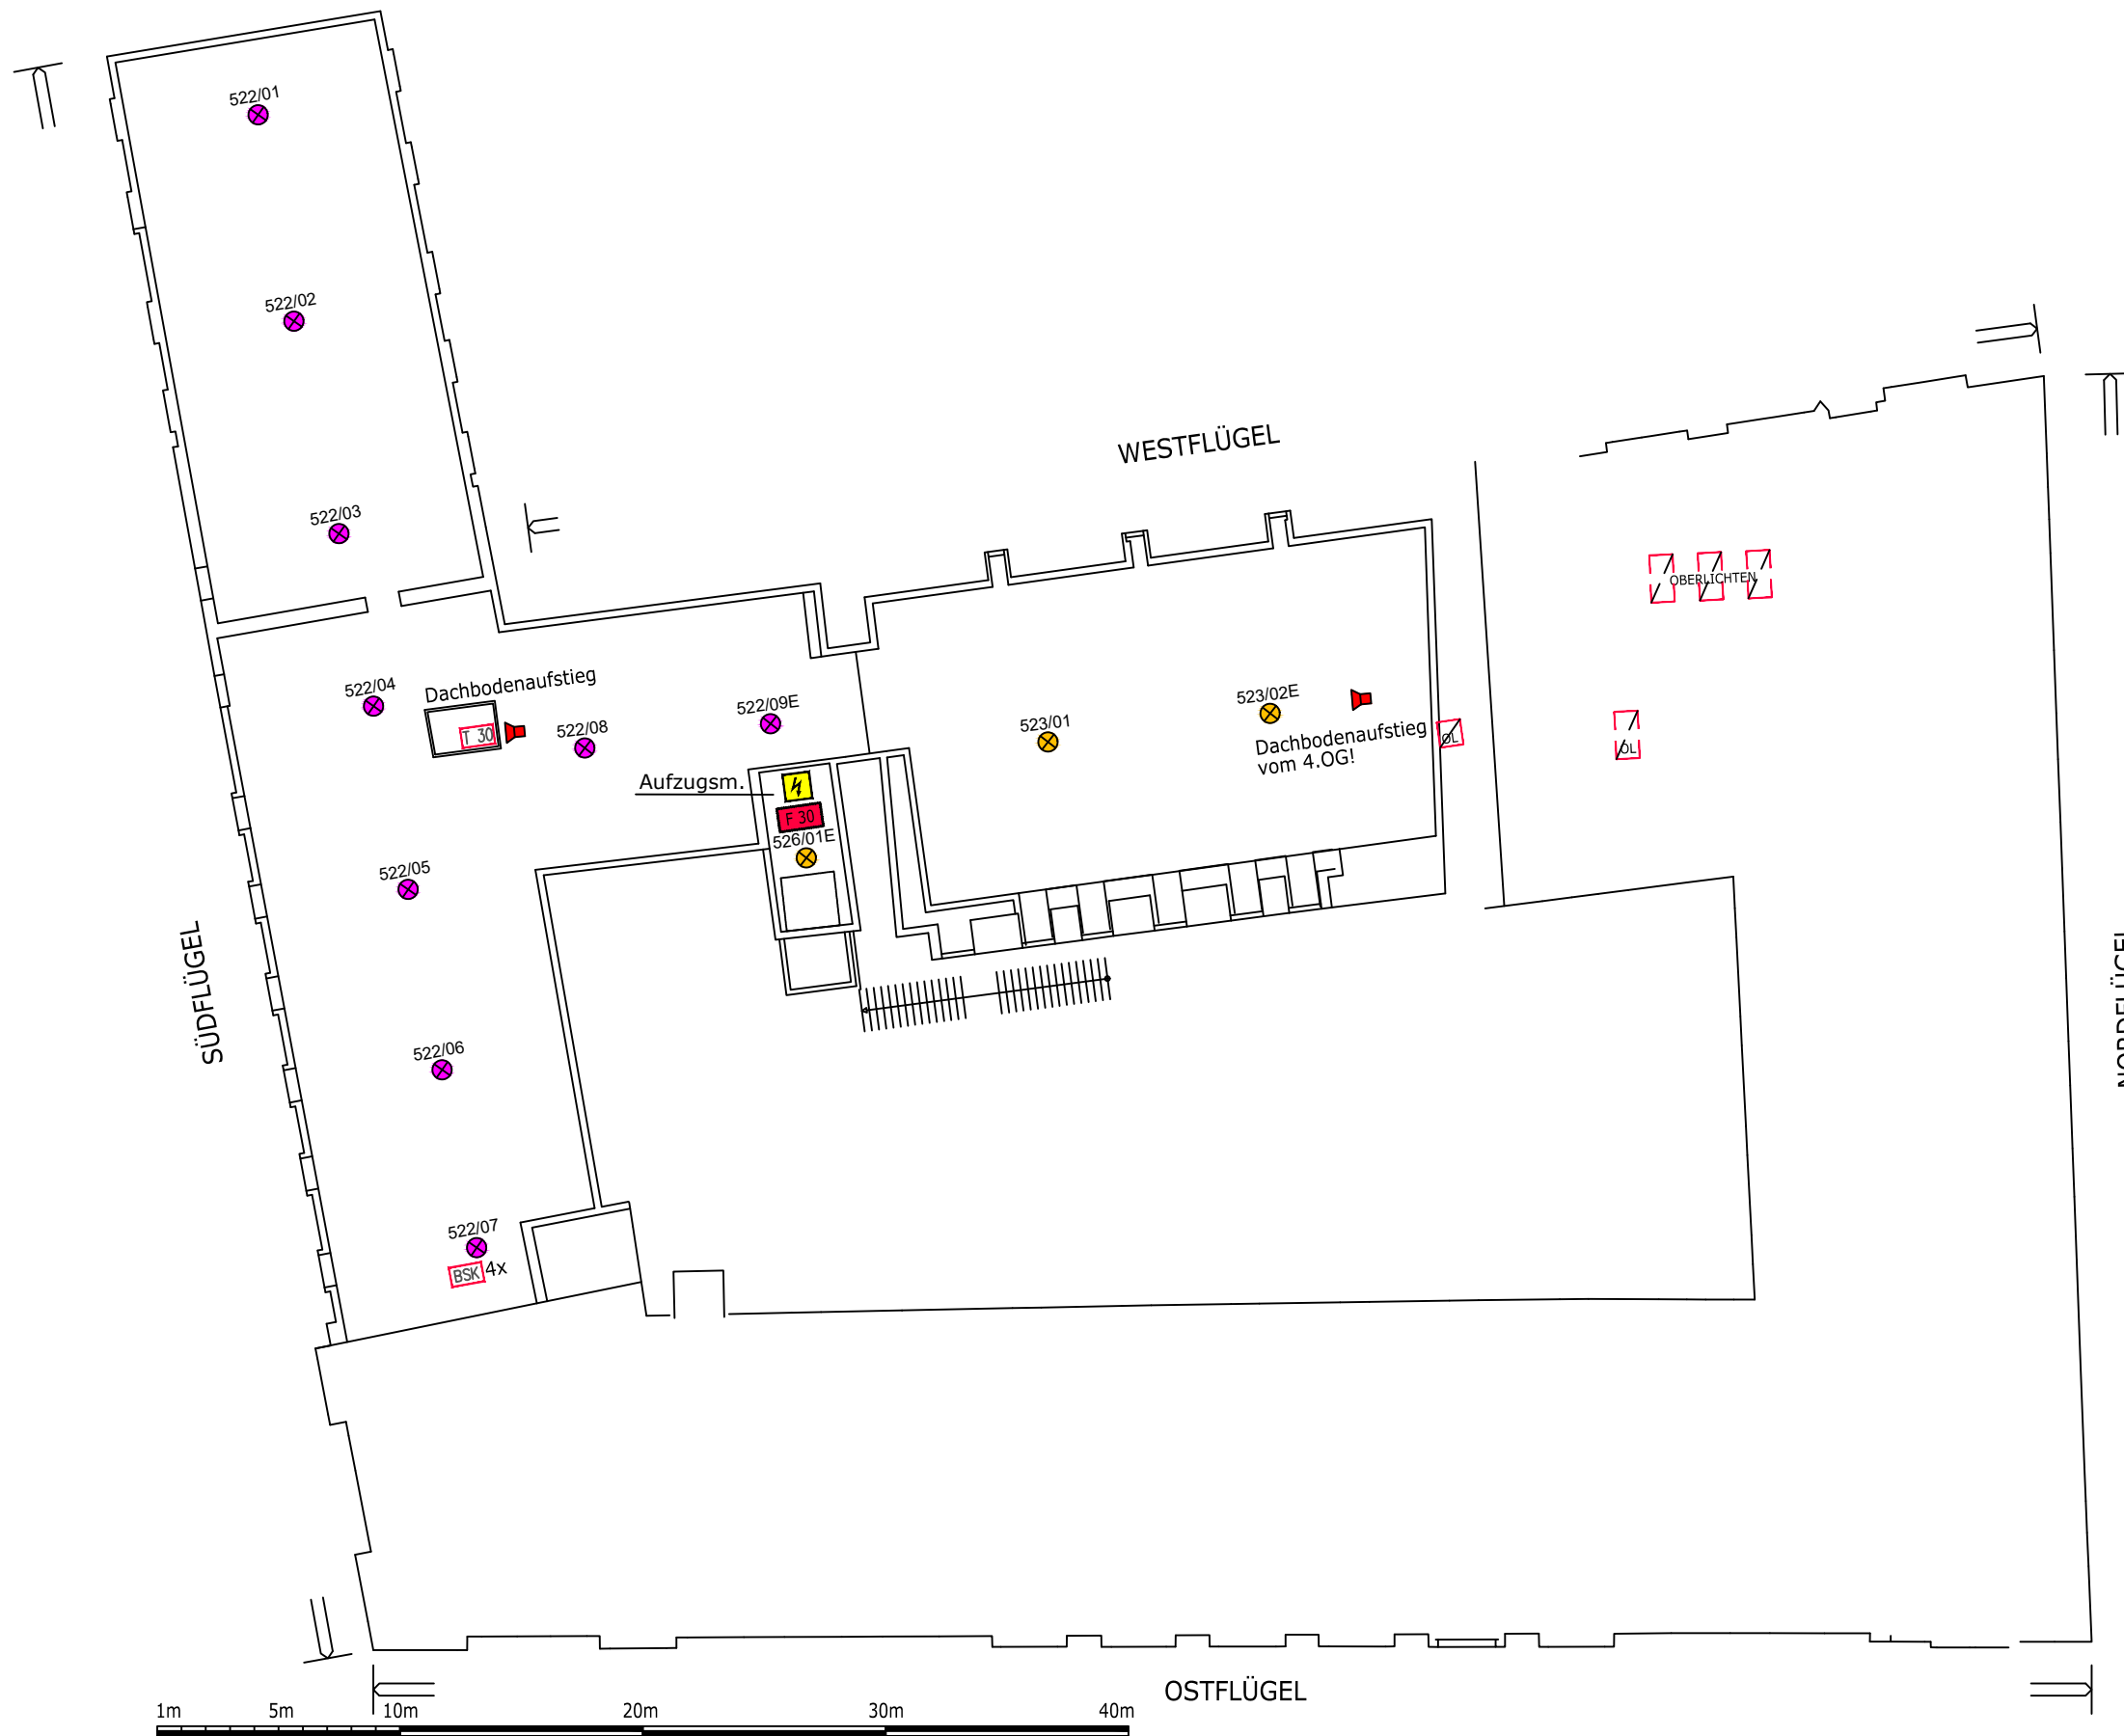 522/01
522/02
WESTFLÜGEL
522/03
OBERLICHTEN
522/04
Dachbodenaufstieg
T 30
522/08
522/09E
523/01
523/02E
Dachbodenaufstieg
vom 4.OG!
ÖL
ÖL
Aufzugsm.
F 30
526/01E
522/05
SÜDFLÜGEL
NORDFLÜGEL
522/06
522/07
BSK 4x
OSTFLÜGEL
1m 5m 10m 20m 30m 40m